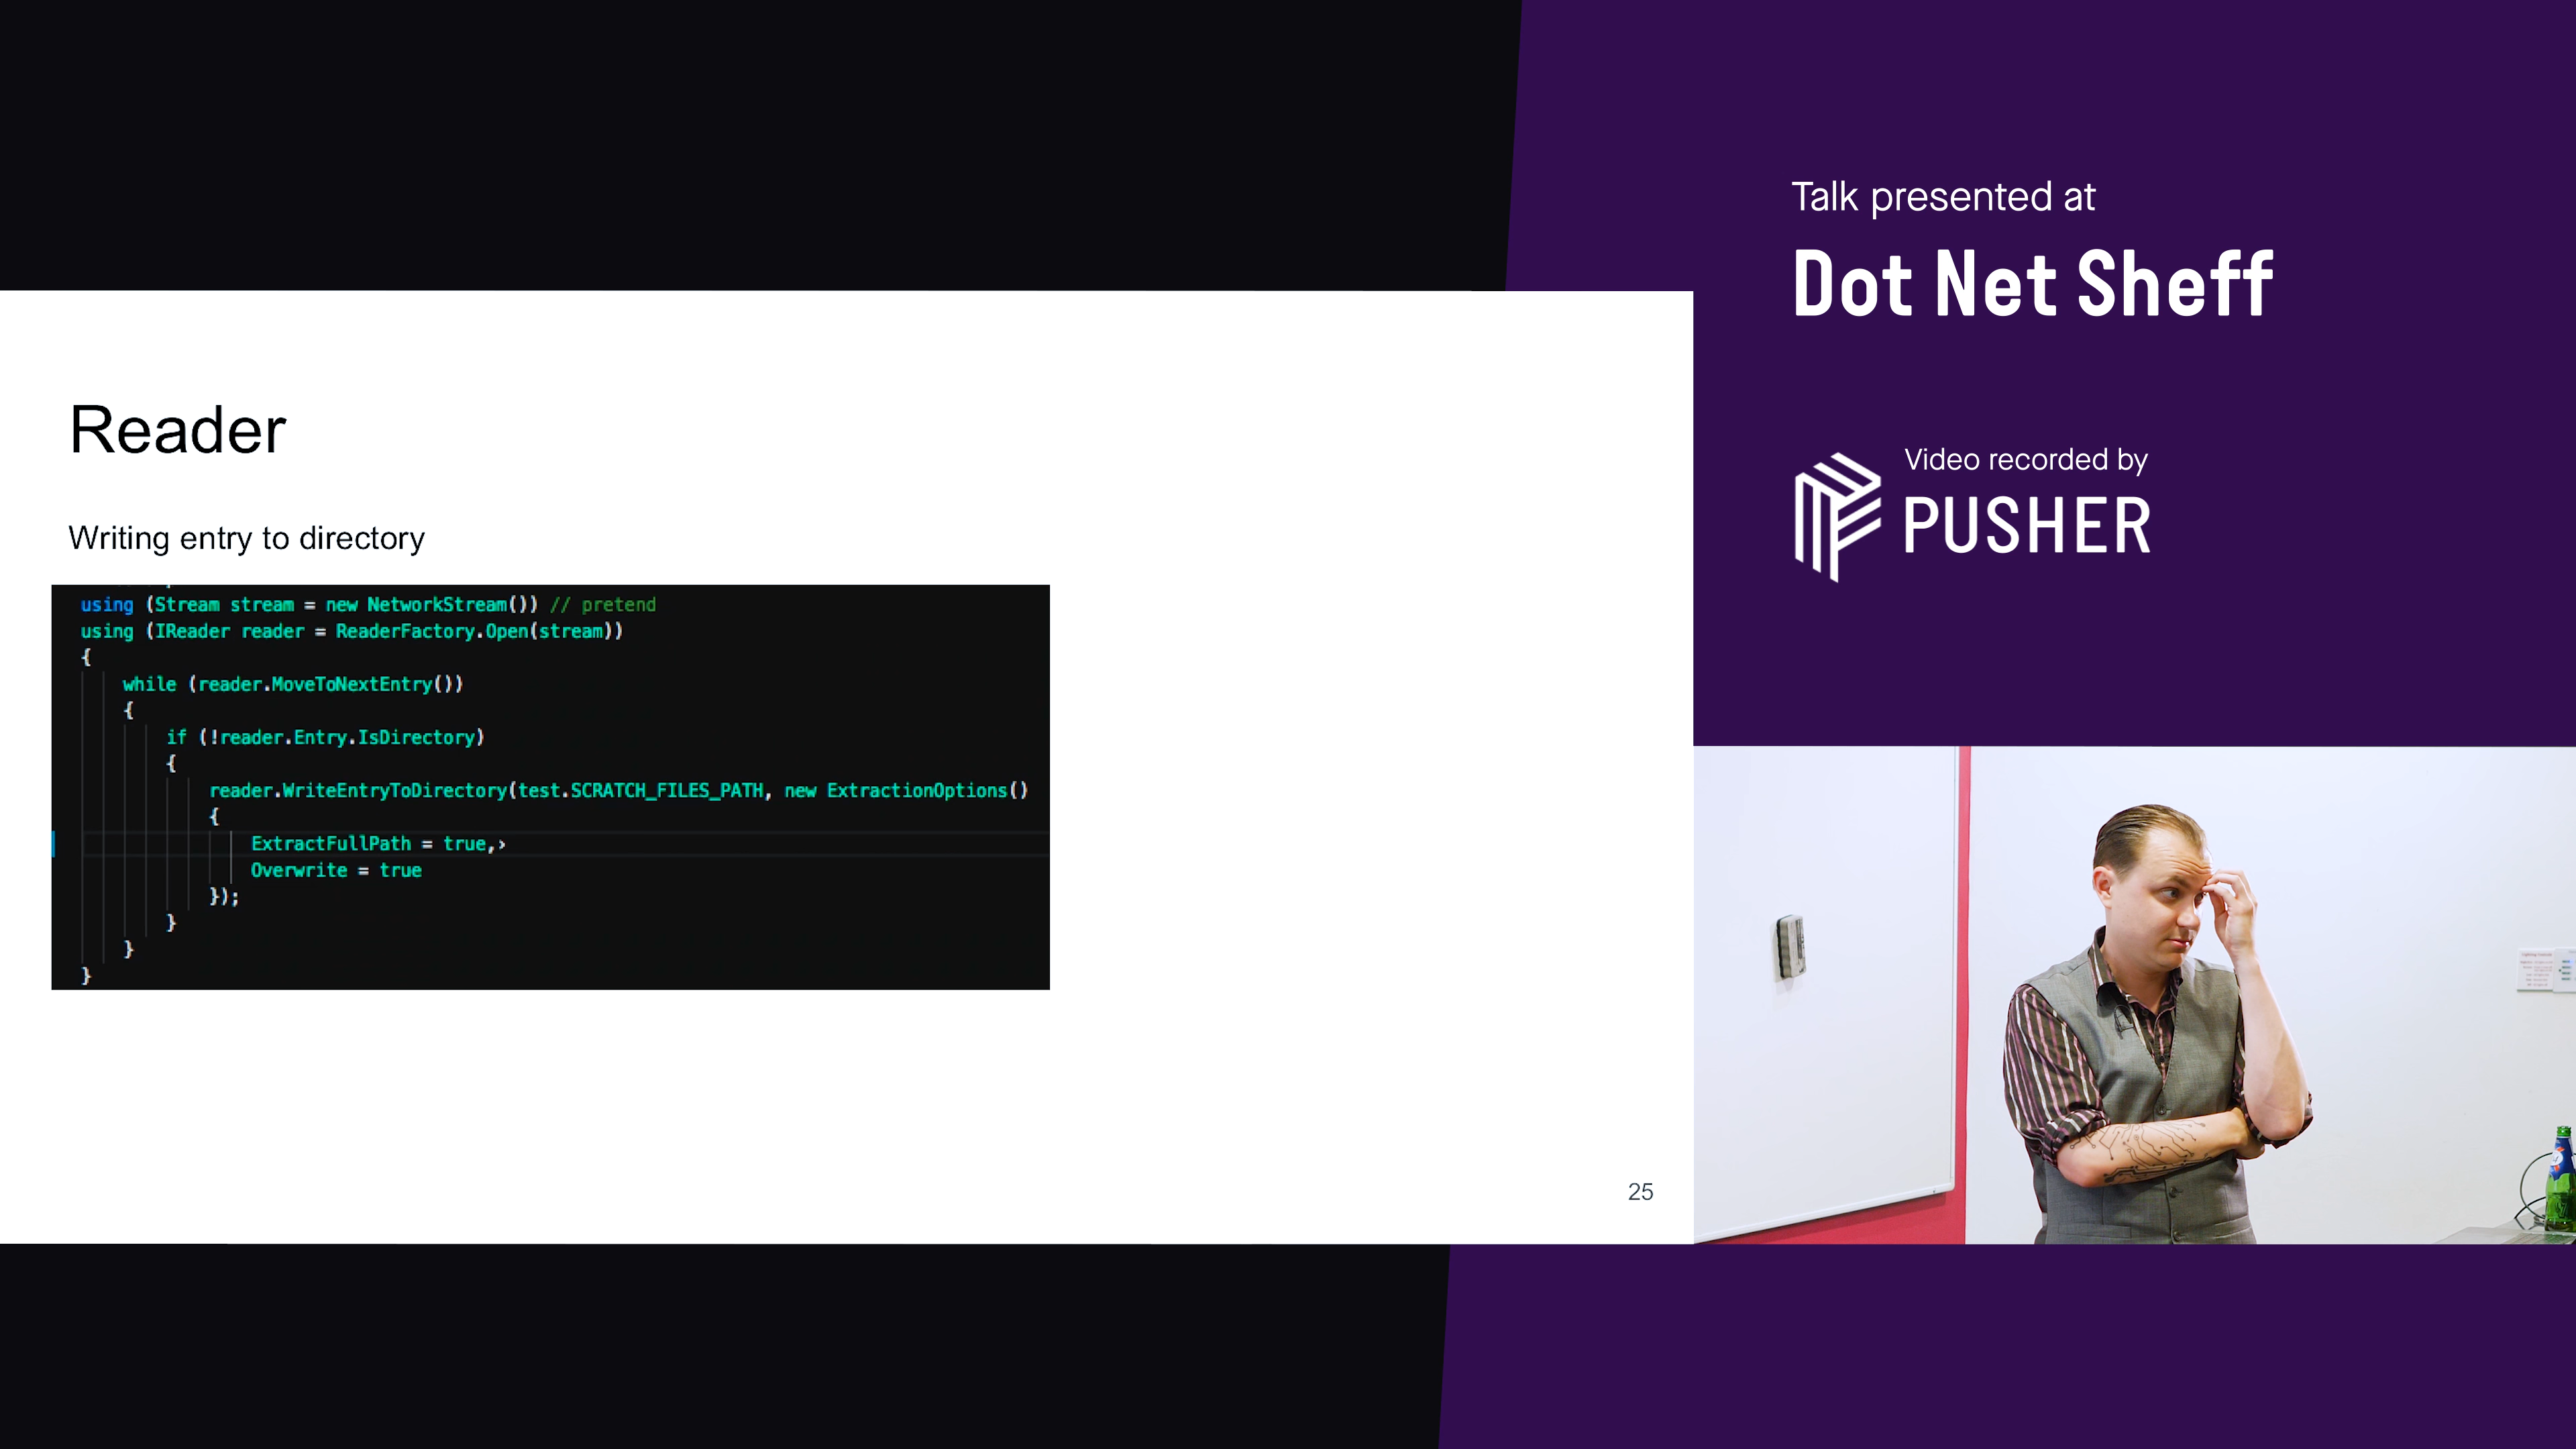 Talk presented at
Dot Net Sheff
Video recorded by
PUSHER
Reader
Writing entry to directory
using (Stream stream = new NetworkStream()) // pretend
using (IReader reader = ReaderFactory.Open(stream))
{
while (reader.MoveToNextEntry())
{
if (!reader.Entry.IsDirectory)
{
reader.WriteEntryToDirectory(test.SCRATCH_FILES_PATH, new ExtractionOptions()
{
ExtractFullPath = true,›
Overwrite = true
});
}
}
}
25